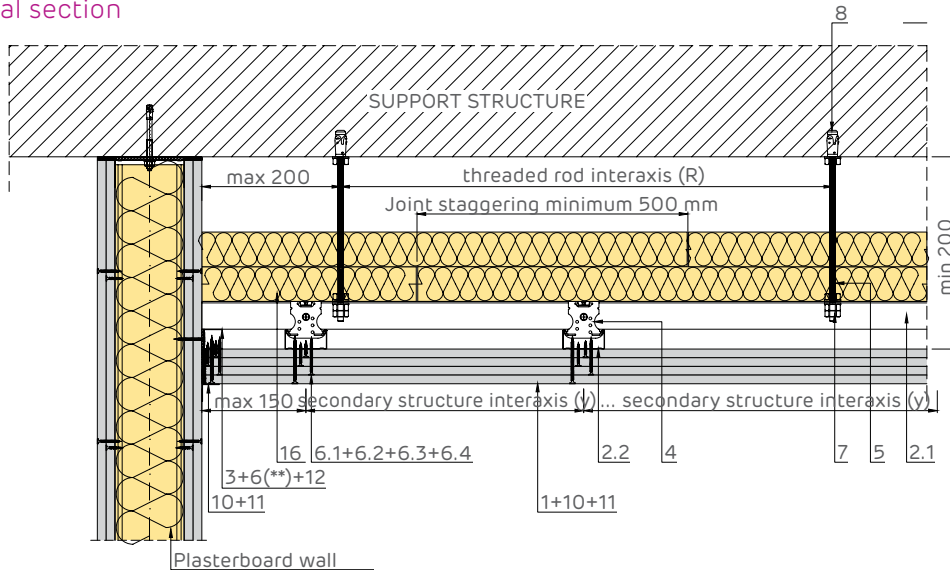 al section
8
SUPPORT STRUCTURE
max 200
threaded rod interaxis (R)
Joint staggering minimum 500 mm
min 200
max 150 secondary structure interaxis (y) ... secondary structure interaxis (y)
16 6.1+6.2+6.3+6.4 2.2 4 7 5 2.1
3+6(**)+12
10+11 1+10+11
Plasterboard wall